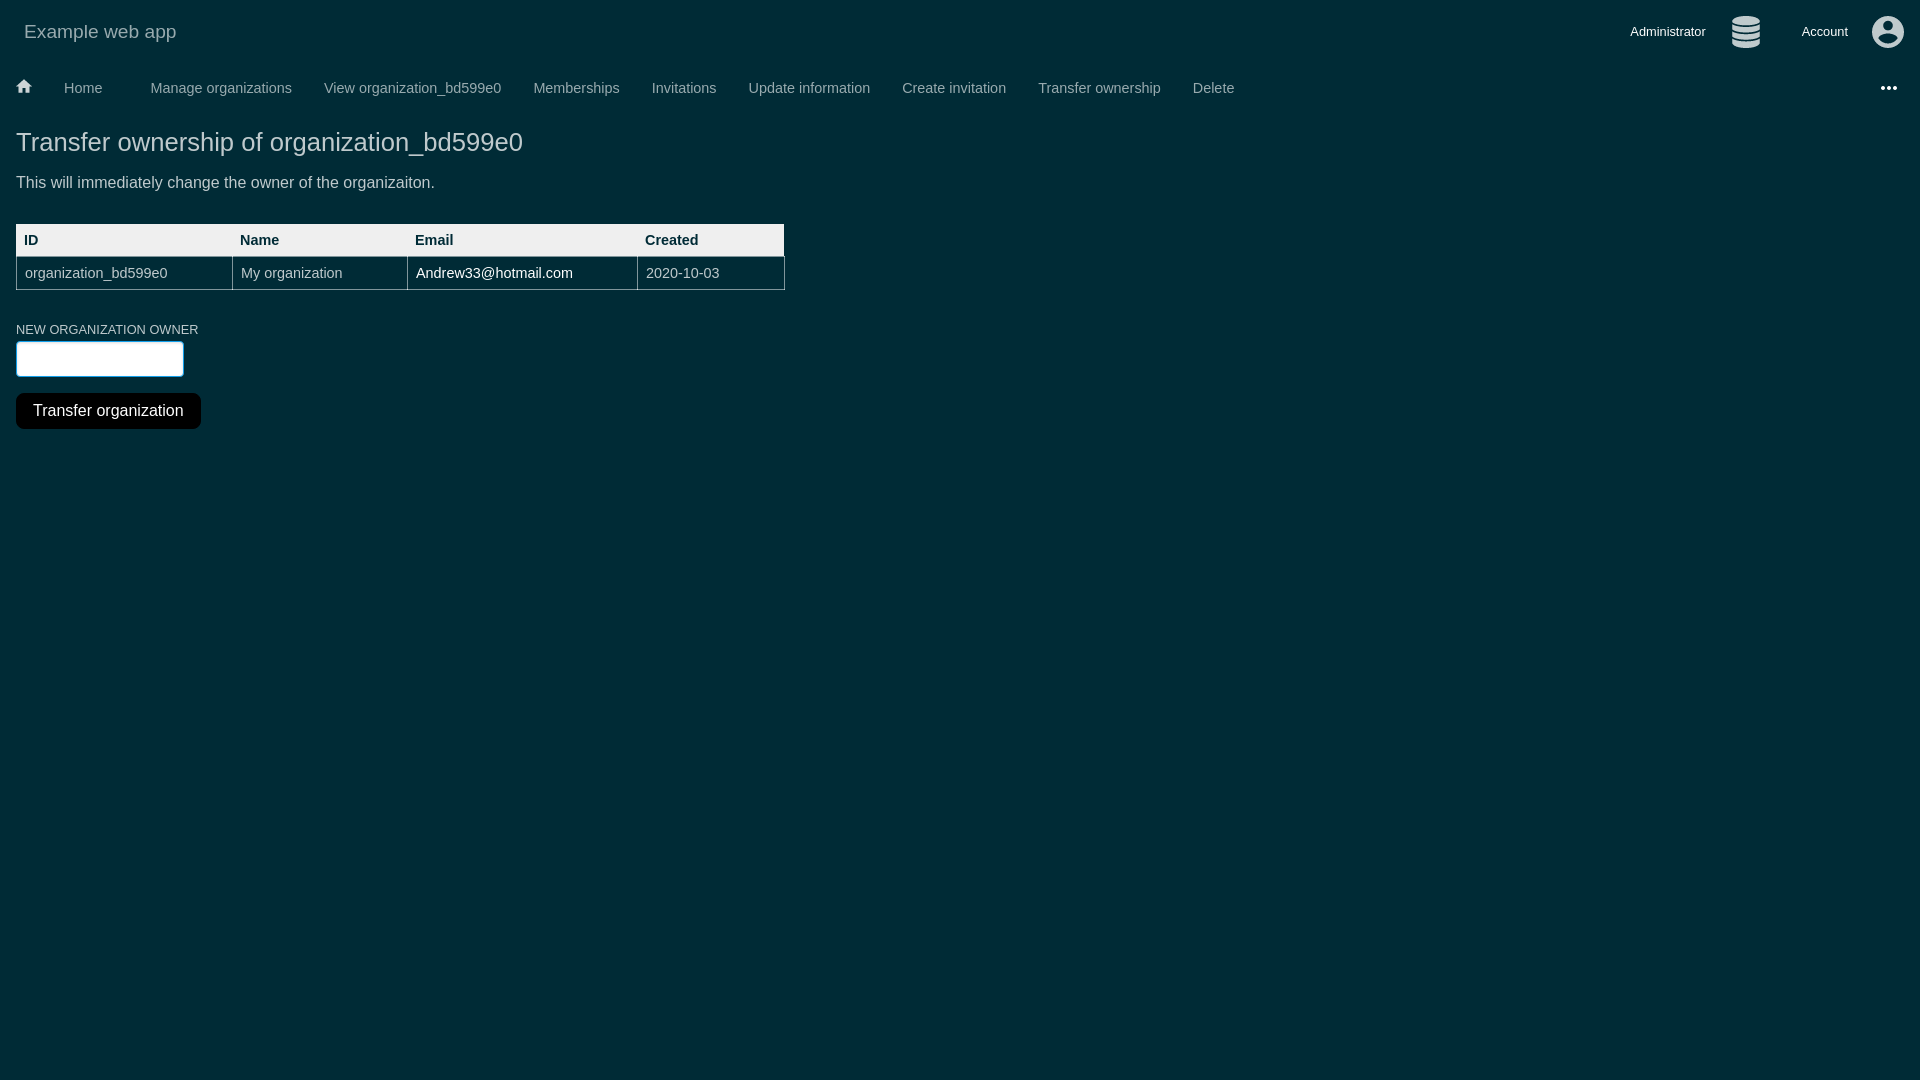 Example web app
Administrator
Account
Home
Manage organizations
View organization_bd599e0
Memberships
Invitations
Update information
Create invitation
Transfer ownership
Delete
Transfer ownership of organization_bd599e0
This will immediately change the owner of the organizaiton.
ID Name Email Created
organization_bd599e0 My organization Andrew33@hotmail.com 2020-10-03
NEW ORGANIZATION OWNER
Transfer organization